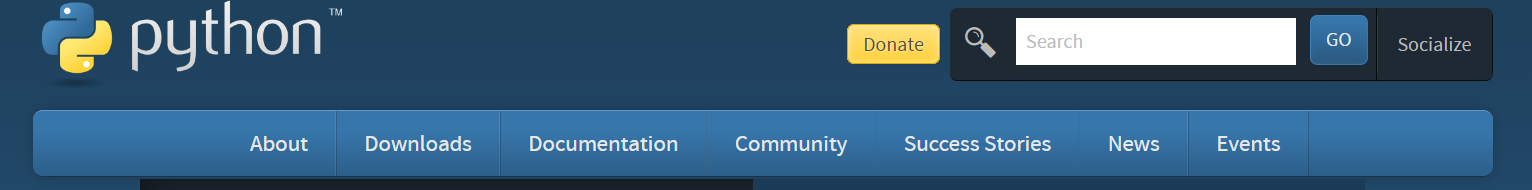 python™
Donate
Search
GO
Socialize
About Downloads Documentation Community Success Stories News Events